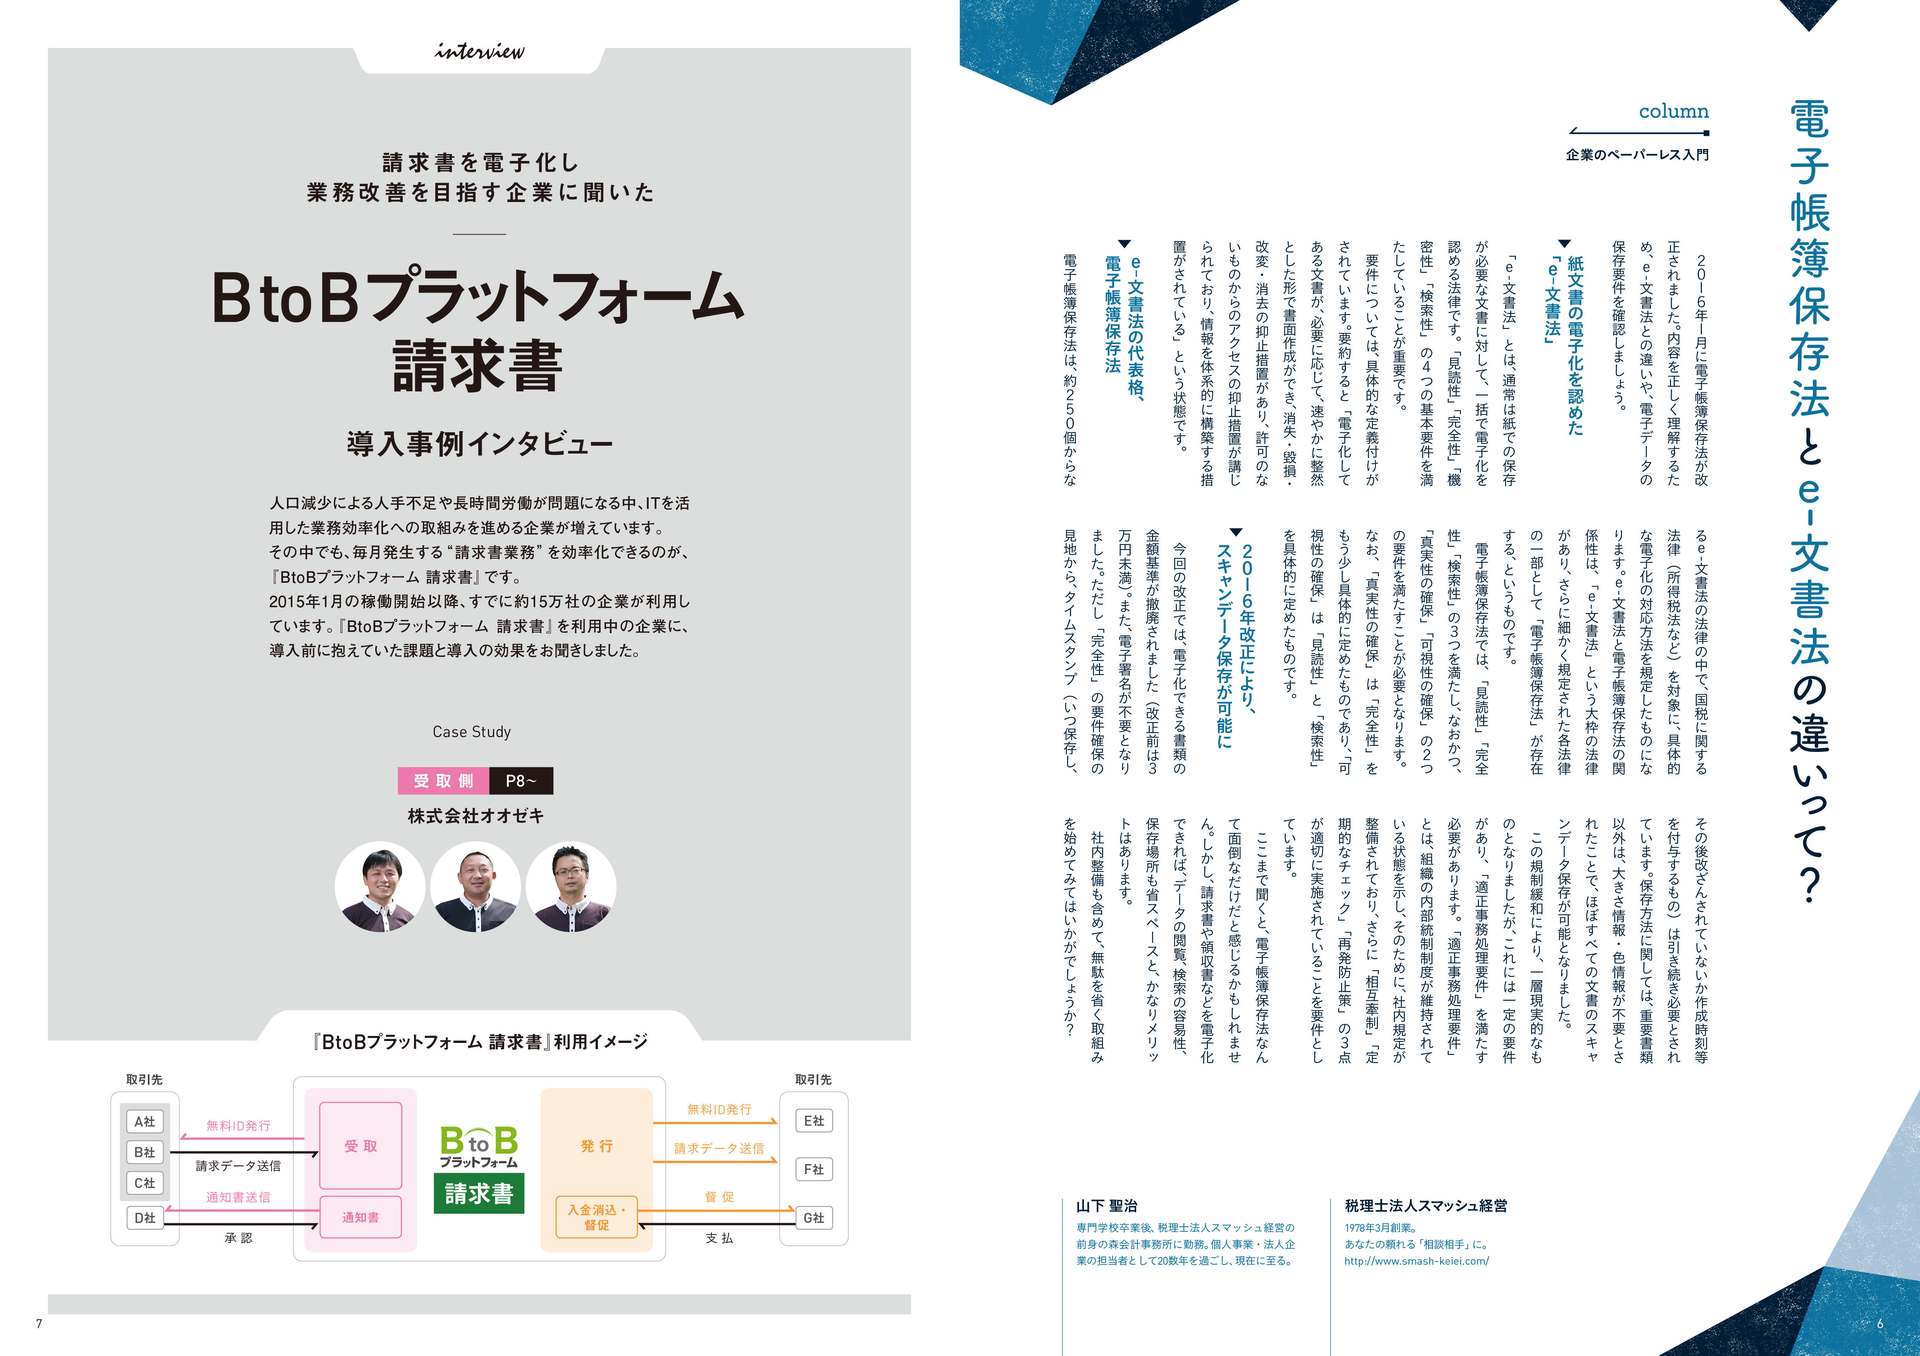 column
企業のペーパーレス入門
電子帳簿保存法とe-文書法の違いって?
2016年1月に電子帳簿保存法が改
正されました。内容を正しく理解するた
め、e-文書法との違いや、電子データの
保存要件を確認しましょう。
紙文書の電子化を認めた
「e-文書法」
「e-文書法」とは、通常は紙での保存
が必要な文書に対して、一括で電子化を
認める法律です。「見読性」「完全性」「機
密性」「検索性」の4つの基本要件を満
たしていることが重要です。
要件については、具体的な定義付けが
されています。要約すると「電子化して
ある文書が、必要に応じて、速やかに整然
とした形で書面作成ができ、消失・毀損・
改変・消去の抑止措置があり、許可のな
いものからのアクセスの抑止措置が講じ
られており、情報を体系的に構築する措
置がされている」という状態です。
e-文書法の代表格、
電子帳簿保存法
電子帳簿保存法は、約250個からな
るe-文書法の法律の中で、国税に関する
法律(所得税法など)を対象に、具体的
な電子化の対応方法を規定したものにな
ります。e-文書法と電子帳簿保存法の関
係性は、「e-文書法」という大枠の法律
があり、さらに細かく規定された各法律
の一部として「電子帳簿保存法」が存在
する、というものです。
電子帳簿保存法では、「見読性」「完全
性」「検索性」の3つを満たし、なおかつ、
「真実性の確保」「可視性の確保」の2つ
の要件を満たすことが必要となります。
なお、「真実性の確保」は「完全性」を
もう少し具体的に定めたものであり、「可
視性の確保」は「見読性」と「検索性」
を具体的に定めたものです。
2016年改正により、
スキャンデータ保存が可能に
今回の改正では、電子化できる書類の
金額基準が撤廃されました(改正前は3
万円未満)。また、電子署名が不要となり
ました。ただし「完全性」の要件確保の
見地から、タイムスタンプ(いつ保存し、
その後改ざんされていないか作成時刻等
を付与するもの)は引き続き必要とされ
ています。保存方法に関しては、重要書類
以外は、大きさ情報・色情報が不要とさ
れたことで、ほぼすべての文書のスキャ
ンデータ保存が可能となりました。
この規制緩和により、一層現実的なも
のとなりましたが、これには一定の要件
があり、「適正事務処理要件」を満たす
必要があります。「適正事務処理要件」
とは、組織の内部統制制度が維持されて
いる状態を示し、そのために、社内規定が
整備されており、さらに「相互牽制」「定
期的なチェック」「再発防止策」の3点
が適切に実施されていることを要件とし
ています。
ここまで聞くと、電子帳簿保存法なん
て面倒なだけだと感じるかもしれませ
ん。しかし、請求書や領収書などを電子化
できれば、データの閲覧、検索の容易性、
保存場所も省スペースと、かなりメリッ
トはあります。
社内整備も含めて、無駄を省く取組み
を始めてみてはいかがでしょうか?
山下 聖治
専門学校卒業後、税理士法人スマッシュ経営の
前身の森会計事務所に勤務。個人事業・法人企
業の担当者として20数年を過ごし、現在に至る。
税理士法人スマッシュ経営
1978年3月創業。
あなたの頼れる「相談相手」に。
http://www.smash-keiei.com/
6
interview
請求書を電子化し
業務改善を目指す企業に聞いた
BtoBプラットフォーム
請求書
導入事例インタビュー
人口減少による人手不足や長時間労働が問題になる中、ITを活
用した業務効率化への取組みを進める企業が増えています。
その中でも、毎月発生する“請求書業務”を効率化できるのが、
『BtoBプラットフォーム 請求書』です。
2015年1月の稼働開始以降、すでに約15万社の企業が利用し
ています。『BtoBプラットフォーム 請求書』を利用中の企業に、
導入前に抱えていた課題と導入の効果をお聞きしました。
Case Study
受取側 P8~
株式会社オオゼキ
『BtoBプラットフォーム 請求書』利用イメージ
取引先
A社
B社
C社
D社
無料ID発行
請求データ送信
通知書送信
承認
受取
通知書
BtoB
プラットフォーム
請求書
発行
入金消込・
督促
無料ID発行
請求データ送信
督促
支払
取引先
E社
F社
G社
7